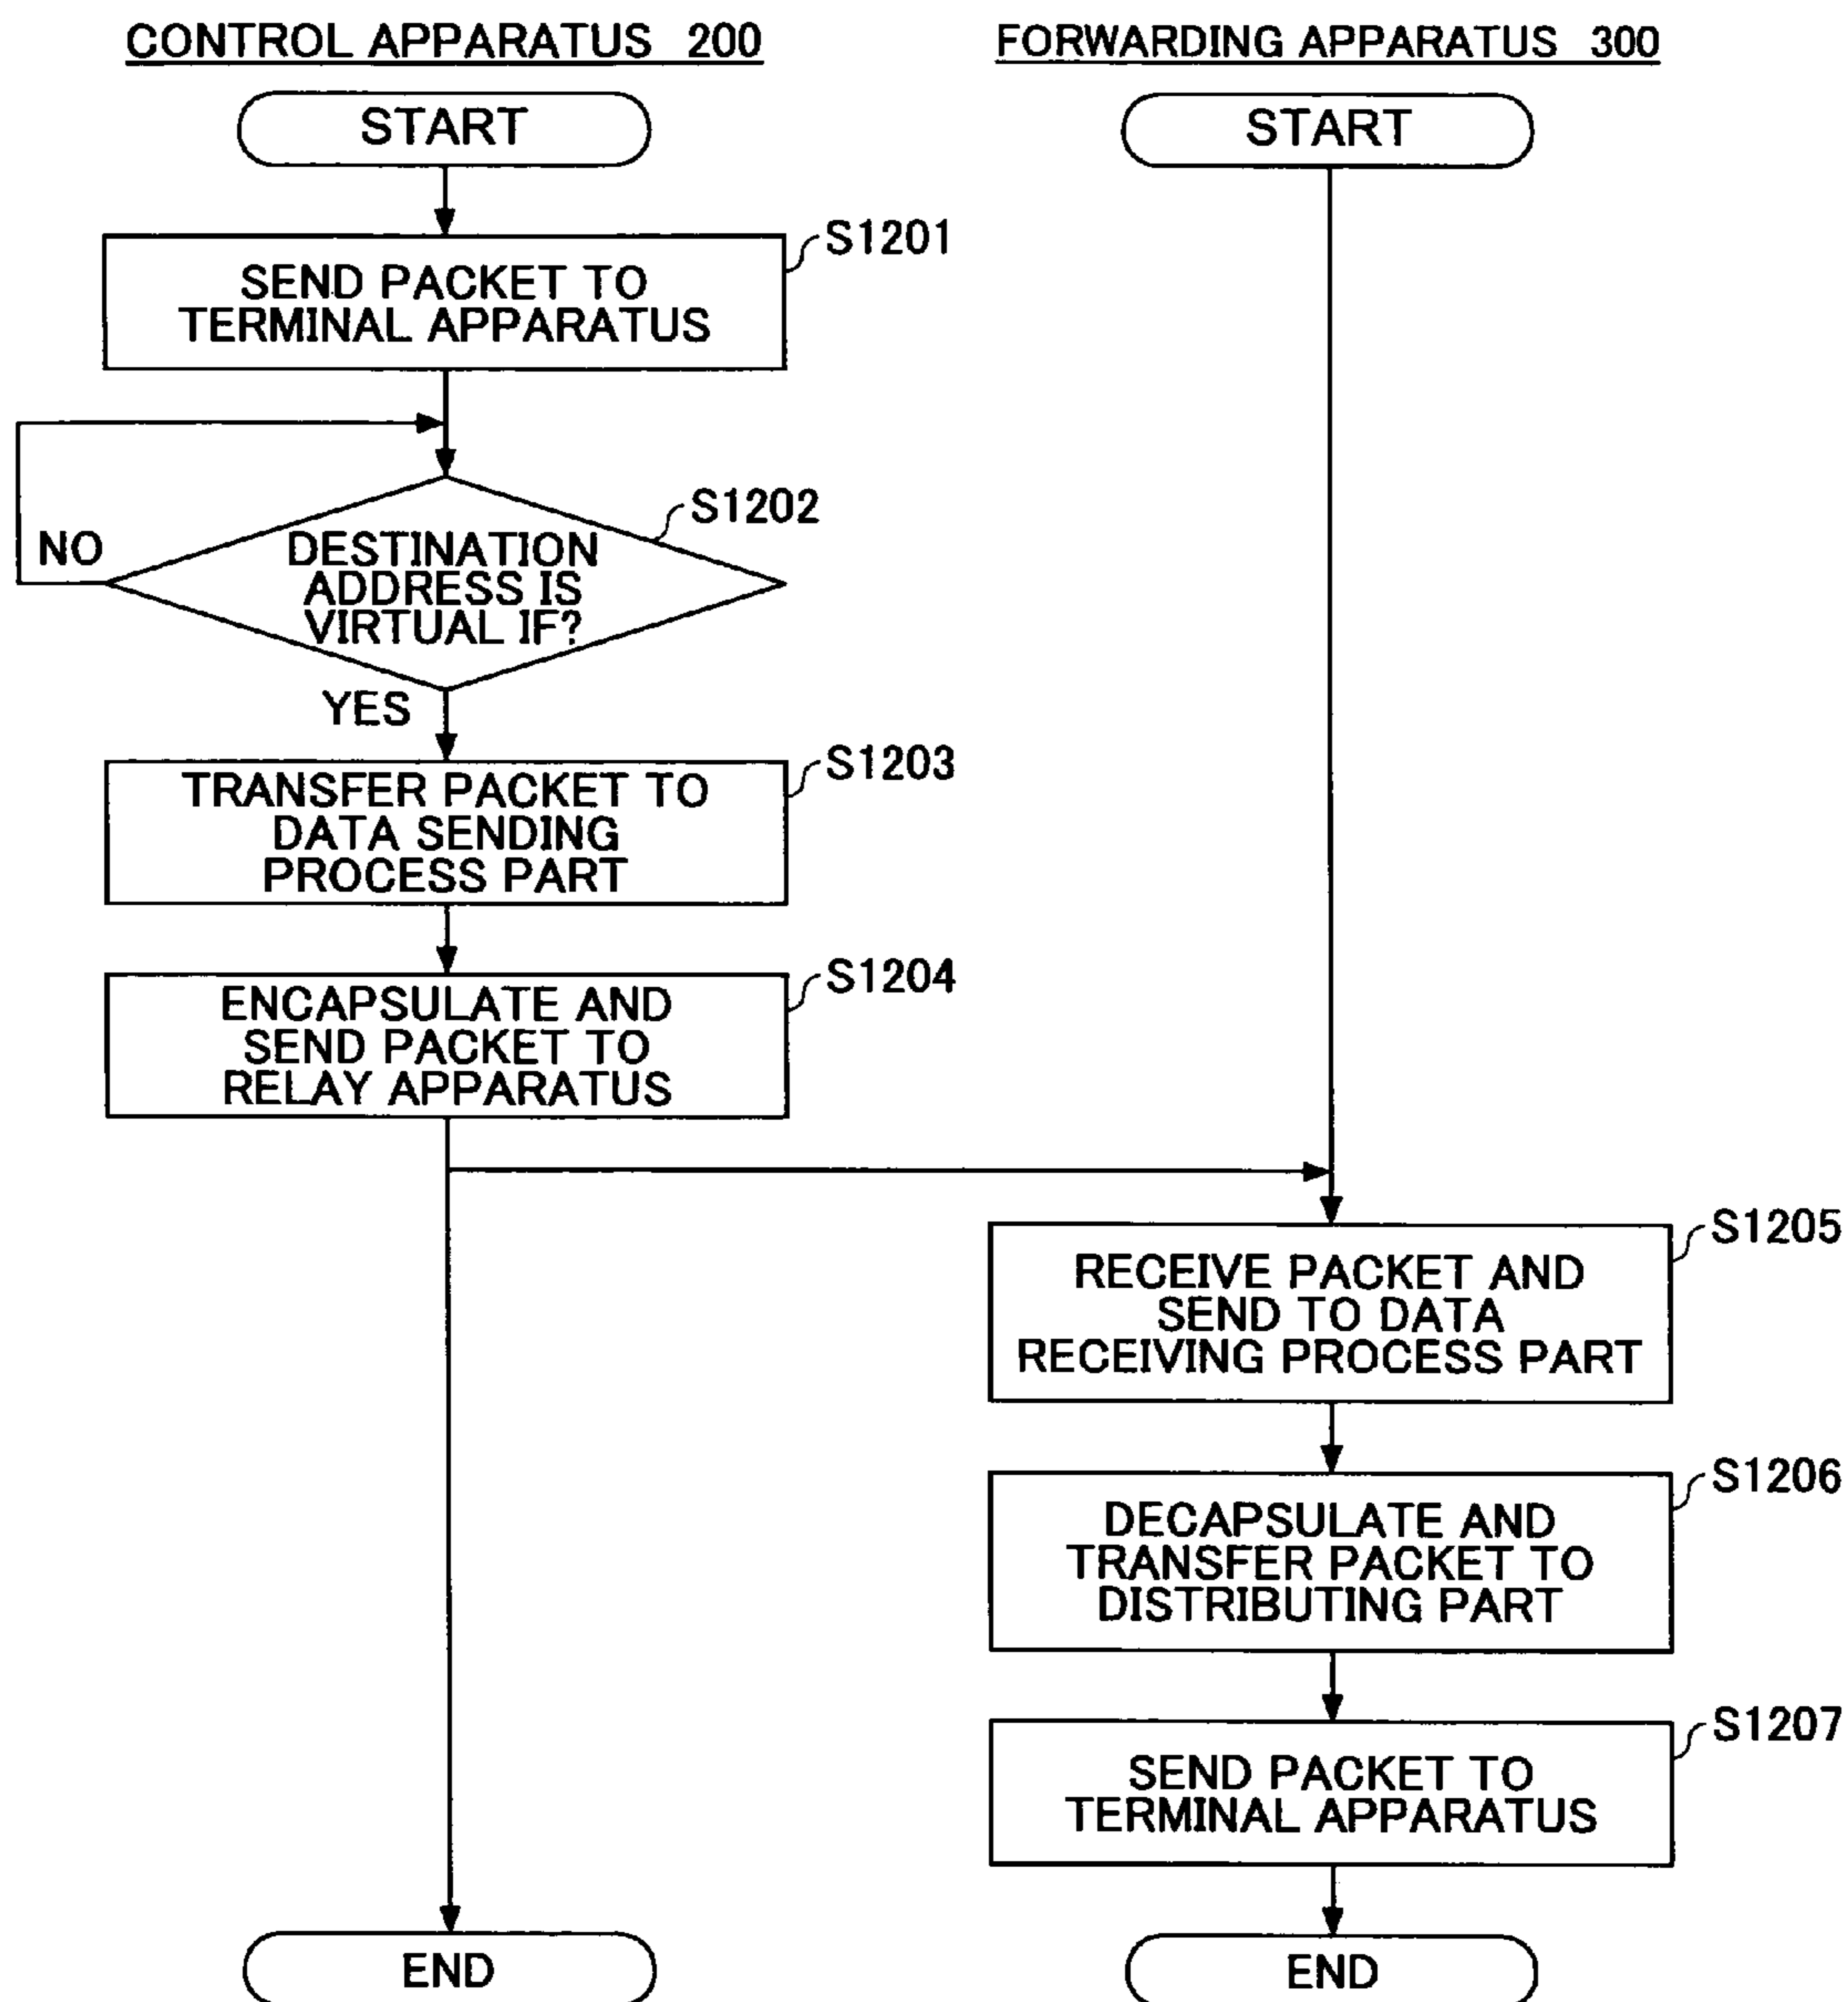 CONTROL APPARATUS 200
START
S1201
SEND PACKET TO
TERMINAL APPARATUS
S1202
NO
DESTINATION
ADDRESS IS
VIRTUAL IF?
YES
S1203
TRANSFER PACKET TO
DATA SENDING
PROCESS PART
S1204
ENCAPSULATE AND
SEND PACKET TO
RELAY APPARATUS
END
FORWARDING APPARATUS 300
START
S1205
RECEIVE PACKET AND
SEND TO DATA
RECEIVING PROCESS PART
S1206
DECAPSULATE AND
TRANSFER PACKET TO
DISTRIBUTING PART
S1207
SEND PACKET TO
TERMINAL APPARATUS
END